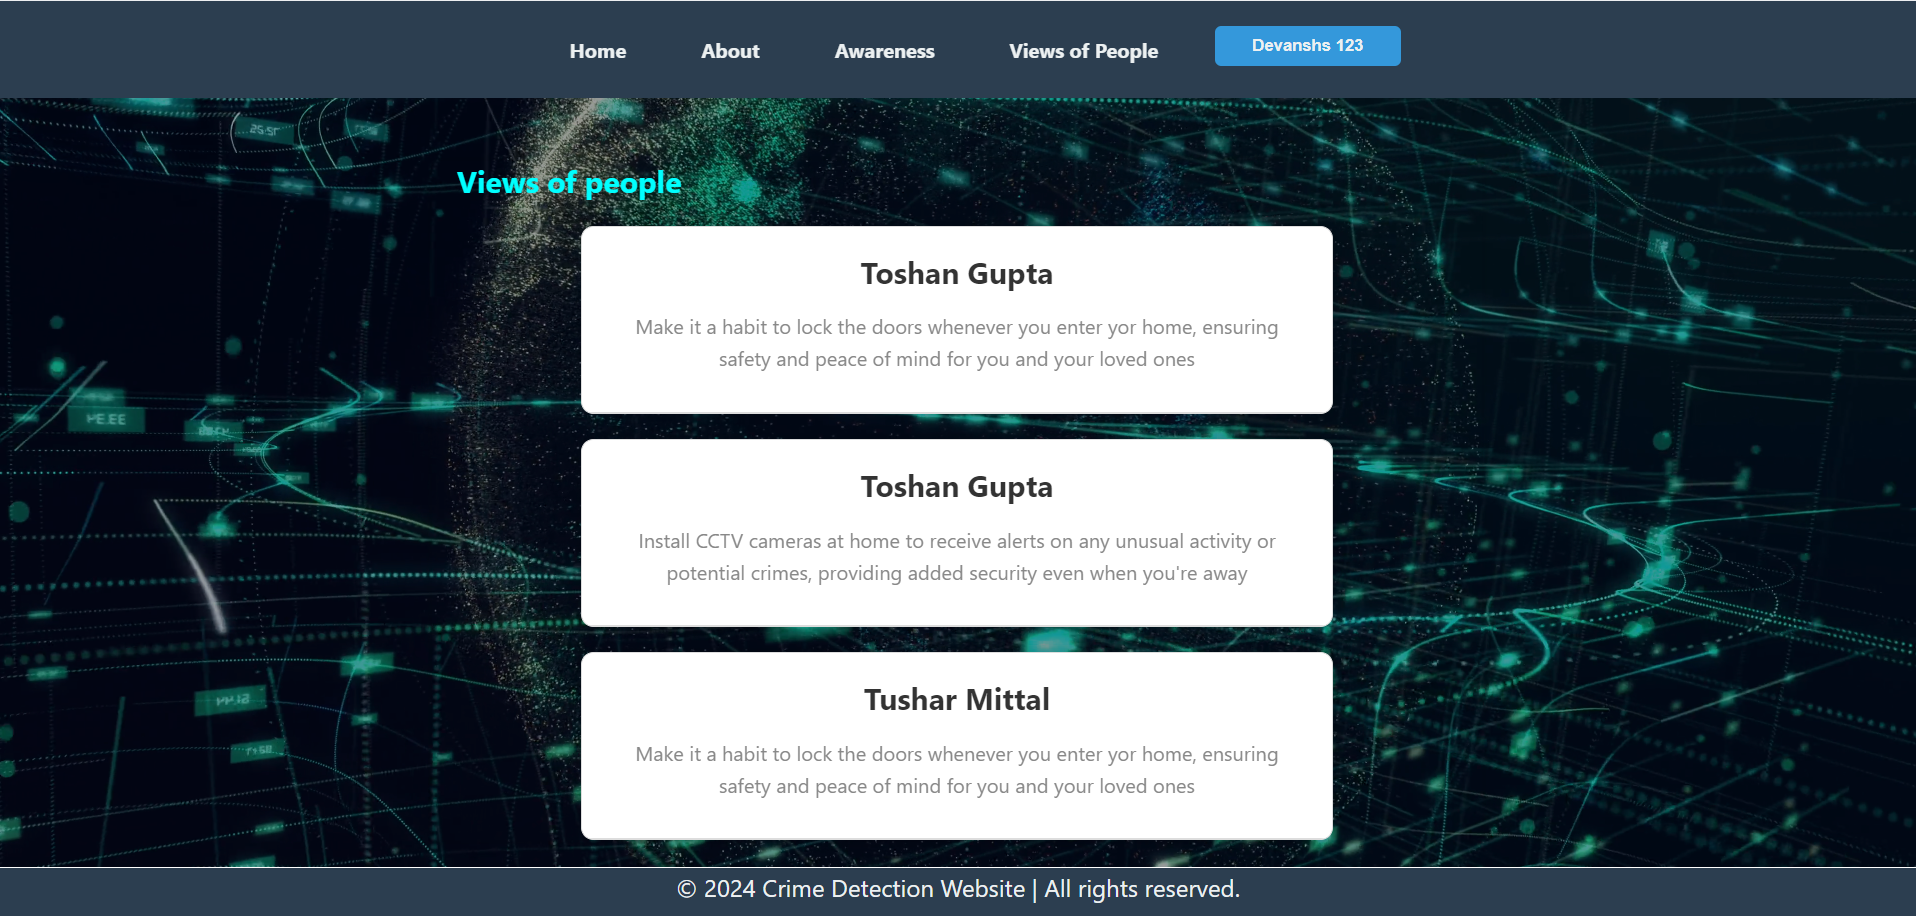 Home About Awareness Views of People Devanshs 123
Views of people
Toshan Gupta
Make it a habit to lock the doors whenever you enter yor home, ensuring
safety and peace of mind for you and your loved ones
Toshan Gupta
Install CCTV cameras at home to receive alerts on any unusual activity or
potential crimes, providing added security even when you're away
Tushar Mittal
Make it a habit to lock the doors whenever you enter yor home, ensuring
safety and peace of mind for you and your loved ones
© 2024 Crime Detection Website | All rights reserved.